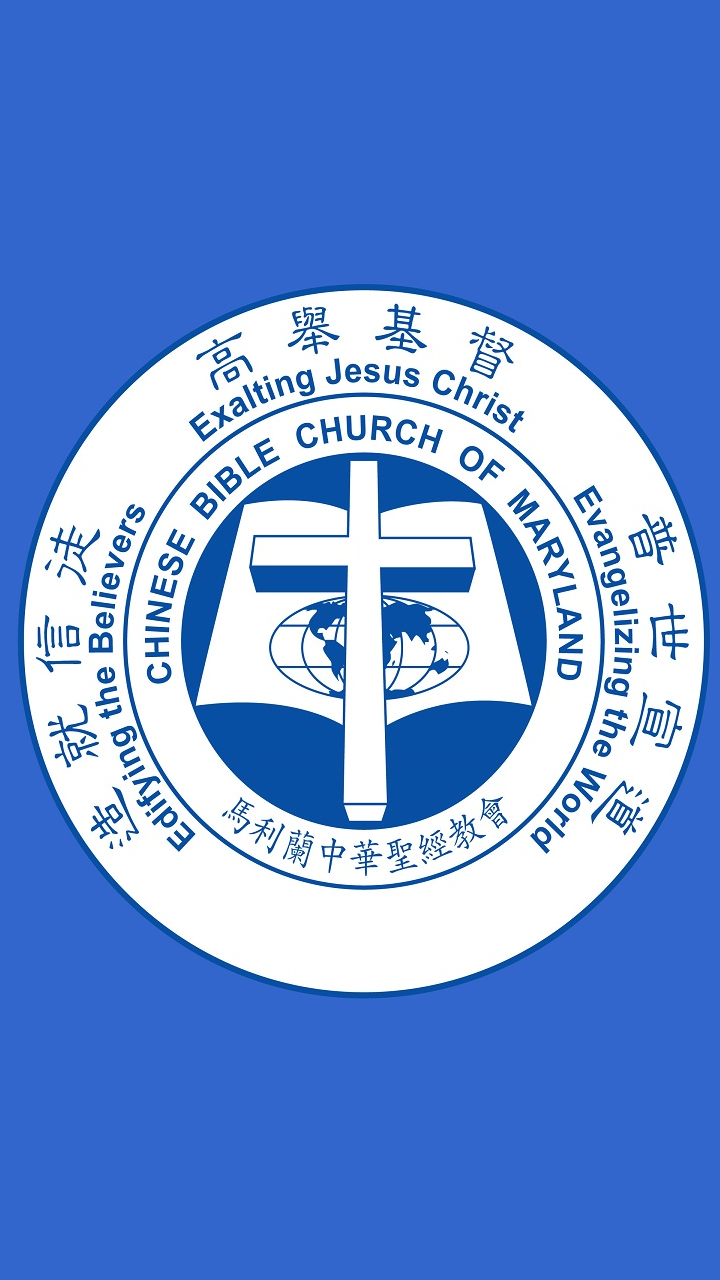 高舉基督
Exalting Jesus Christ
造就信徒
Edifying the Believers
普世宣道
Evangelizing the World
CHINESE BIBLE CHURCH OF MARYLAND
馬利蘭中華聖經教會